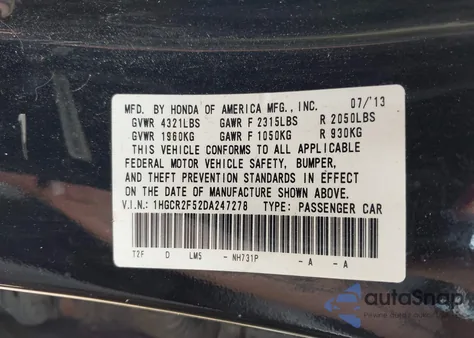 MFD. BY HONDA OF AMERICA MFG., INC. 07/'13
GVWR 4321LBS GAWR F 2315LBS R 2050LBS
GVWR 1960KG GAWR F 1050KG R 930KG
THIS VEHICLE CONFORMS TO ALL APPLICABLE
FEDERAL MOTOR VEHICLE SAFETY, BUMPER,
AND THEFT PREVENTION STANDARDS IN EFFECT
ON THE DATE OF MANUFACTURE SHOWN ABOVE.
V.I.N.: 1HGCR2F52DA247278 TYPE: PASSENGER CAR
T2F D LM5 - NH731P - A - A
autoSnap